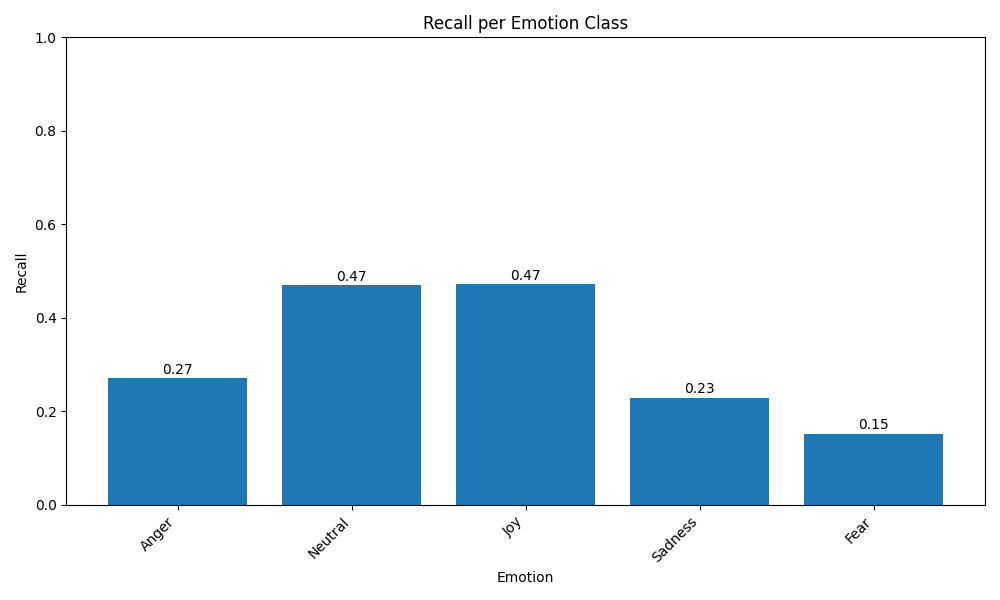 Recall per Emotion Class
1.0
0.8
0.6
0.4
0.2
0.0
Recall
0.27
0.47
0.47
0.23
0.15
Anger
Neutral
Joy
Sadness
Fear
Emotion